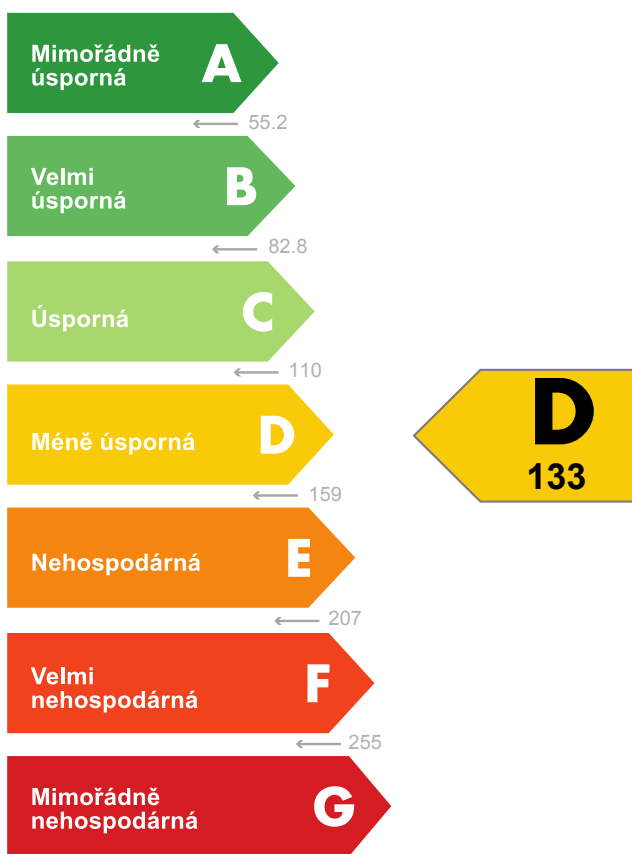 Mimořádně
úsporná
A
← 55.2
Velmi
úsporná
B
← 82.8
Úsporná C
← 110
Méně úsporná D
D
133
← 159
Nehospodárná E
← 207
Velmi
nehospodárná
F
← 255
Mimořádně
nehospodárná
G